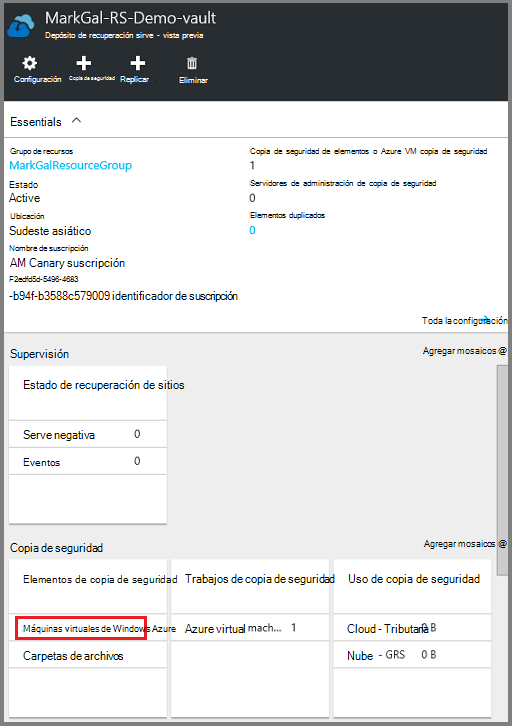 MarkGal-RS-Demo-vault
Depósito de recuperación sirve - vista previa
Configuración
Copia de seguridad
Replicar
Eliminar
Essentials
Grupo de recursos
MarkGalResourceGroup
Copia de seguridad de elementos o Azure VM copia de seguridad
1
Estado
Active
Servidores de administración de copia de seguridad
0
Ubicación
Sudeste asiático
Elementos duplicados
0
Nombre de suscripción
AM Canary suscripción
F2edfd5d-5496-4683
-b94f-b3588c579009 identificador de suscripción
Toda la configuración
Supervisión
Agregar mosaicos @
Estado de recuperación de sitios
Serve negativa 0
Eventos 0
Copia de seguridad
Agregar mosaicos @
Elementos de copia de seguridad
Máquinas virtuales de Windows Azure
Carpetas de archivos
Trabajos de copia de seguridad
Azure virtual mach... 1
Uso de copia de seguridad
Cloud - Tributaria 0 B
Nube - GRS 0 B